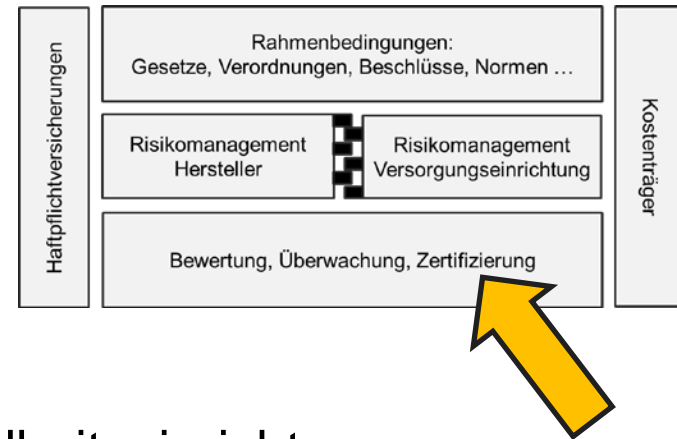 Haftpflichtversicherungen
Rahmenbedingungen:
Gesetze, Verordnungen, Beschlüsse, Normen ...
Risikomanagement
Hersteller
Risikomanagement
Versorgungseinrichtung
Bewertung, Überwachung, Zertifizierung
Kostenträger